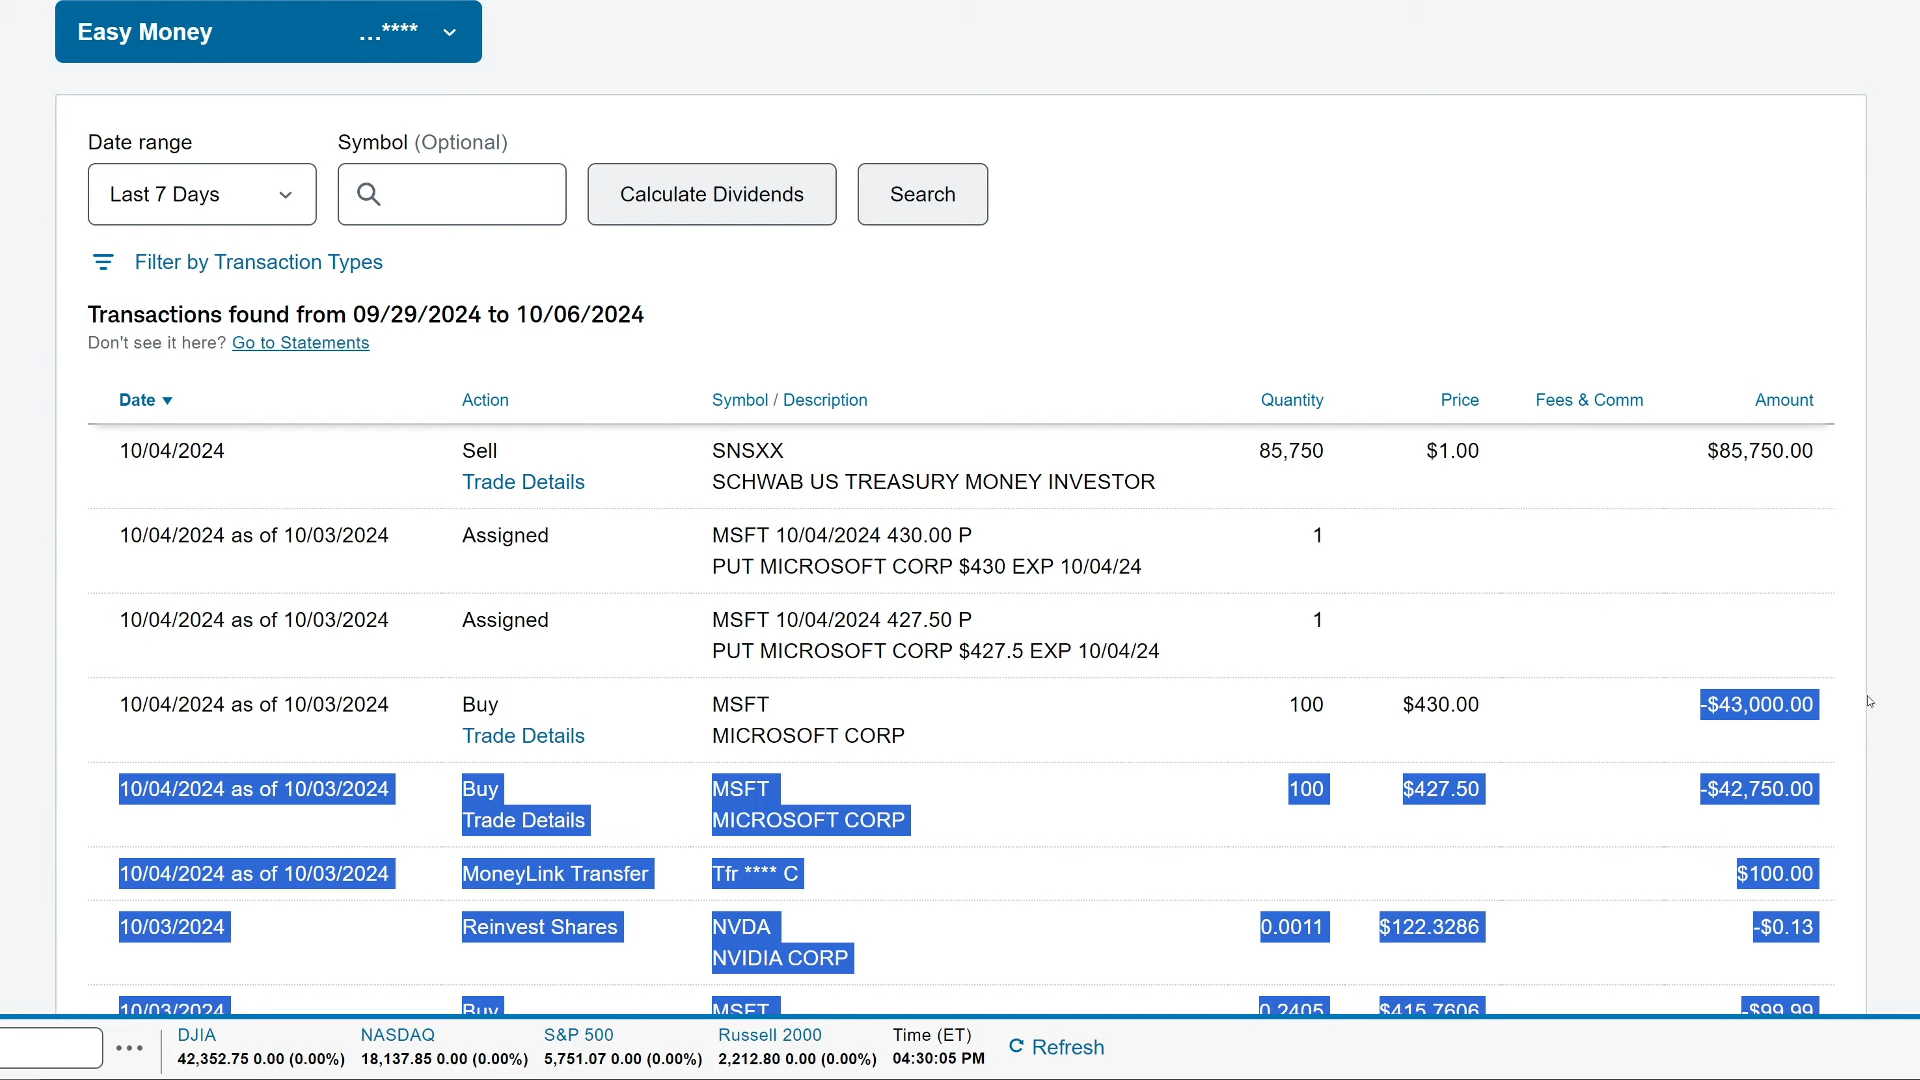 Easy Money ...****
Date range Symbol (Optional)
Last 7 Days Calculate Dividends Search
Filter by Transaction Types
Transactions found from 09/29/2024 to 10/06/2024
Don't see it here? Go to Statements
Date Action Symbol / Description Quantity Price Fees & Comm Amount
10/04/2024 Sell SNSXX 85,750 $1.00 $85,750.00
Trade Details SCHWAB US TREASURY MONEY INVESTOR
10/04/2024 as of 10/03/2024 Assigned MSFT 10/04/2024 430.00 P 1
PUT MICROSOFT CORP $430 EXP 10/04/24
10/04/2024 as of 10/03/2024 Assigned MSFT 10/04/2024 427.50 P 1
PUT MICROSOFT CORP $427.5 EXP 10/04/24
10/04/2024 as of 10/03/2024 Buy MSFT 100 $430.00 -$43,000.00
Trade Details MICROSOFT CORP
10/04/2024 as of 10/03/2024 Buy MSFT 100 $427.50 -$42,750.00
Trade Details MICROSOFT CORP
10/04/2024 as of 10/03/2024 MoneyLink Transfer Tfr **** C $100.00
10/03/2024 Reinvest Shares NVDA 0.0011 $122.3286 -$0.13
NVIDIA CORP
10/03/2024 Buy MSFT 0.2405 $415.7606 -$99.99
DJIA NASDAQ S&P 500 Russell 2000 Time (ET)
42,352.75 0.00 (0.00%) 18,137.85 0.00 (0.00%) 5,751.07 0.00 (0.00%) 2,212.80 0.00 (0.00%) 04:30:05 PM Refresh